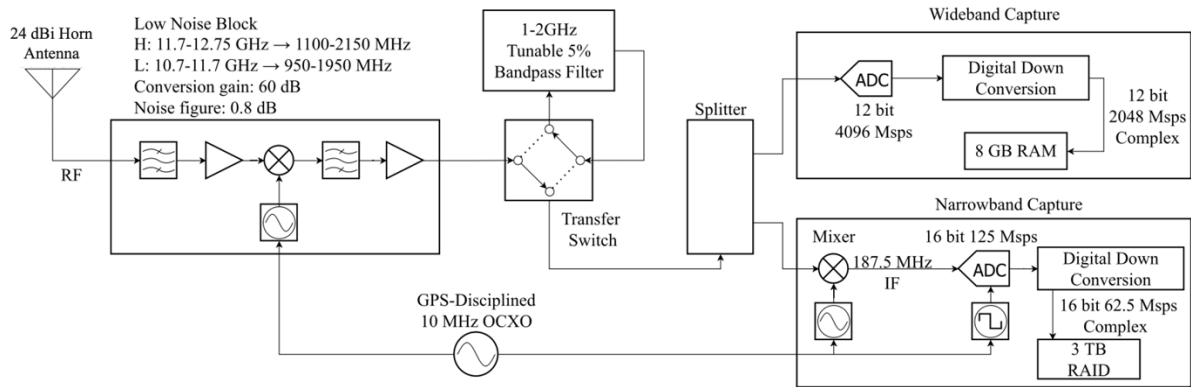 24 dBi Horn
Antenna
Low Noise Block
H: 11.7-12.75 GHz → 1100-2150 MHz
L: 10.7-11.7 GHz → 950-1950 MHz
Conversion gain: 60 dB
Noise figure: 0.8 dB
RF
1-2GHz
Tunable 5%
Bandpass Filter
Transfer
Switch
Splitter
GPS-Disciplined
10 MHz OCXO
Wideband Capture
ADC
12 bit
4096 Msps
Digital Down
Conversion
12 bit
2048 Msps
Complex
8 GB RAM
Narrowband Capture
Mixer
187.5 MHz
IF
16 bit 125 Msps
ADC
Digital Down
Conversion
16 bit 62.5 Msps
Complex
3 TB
RAID